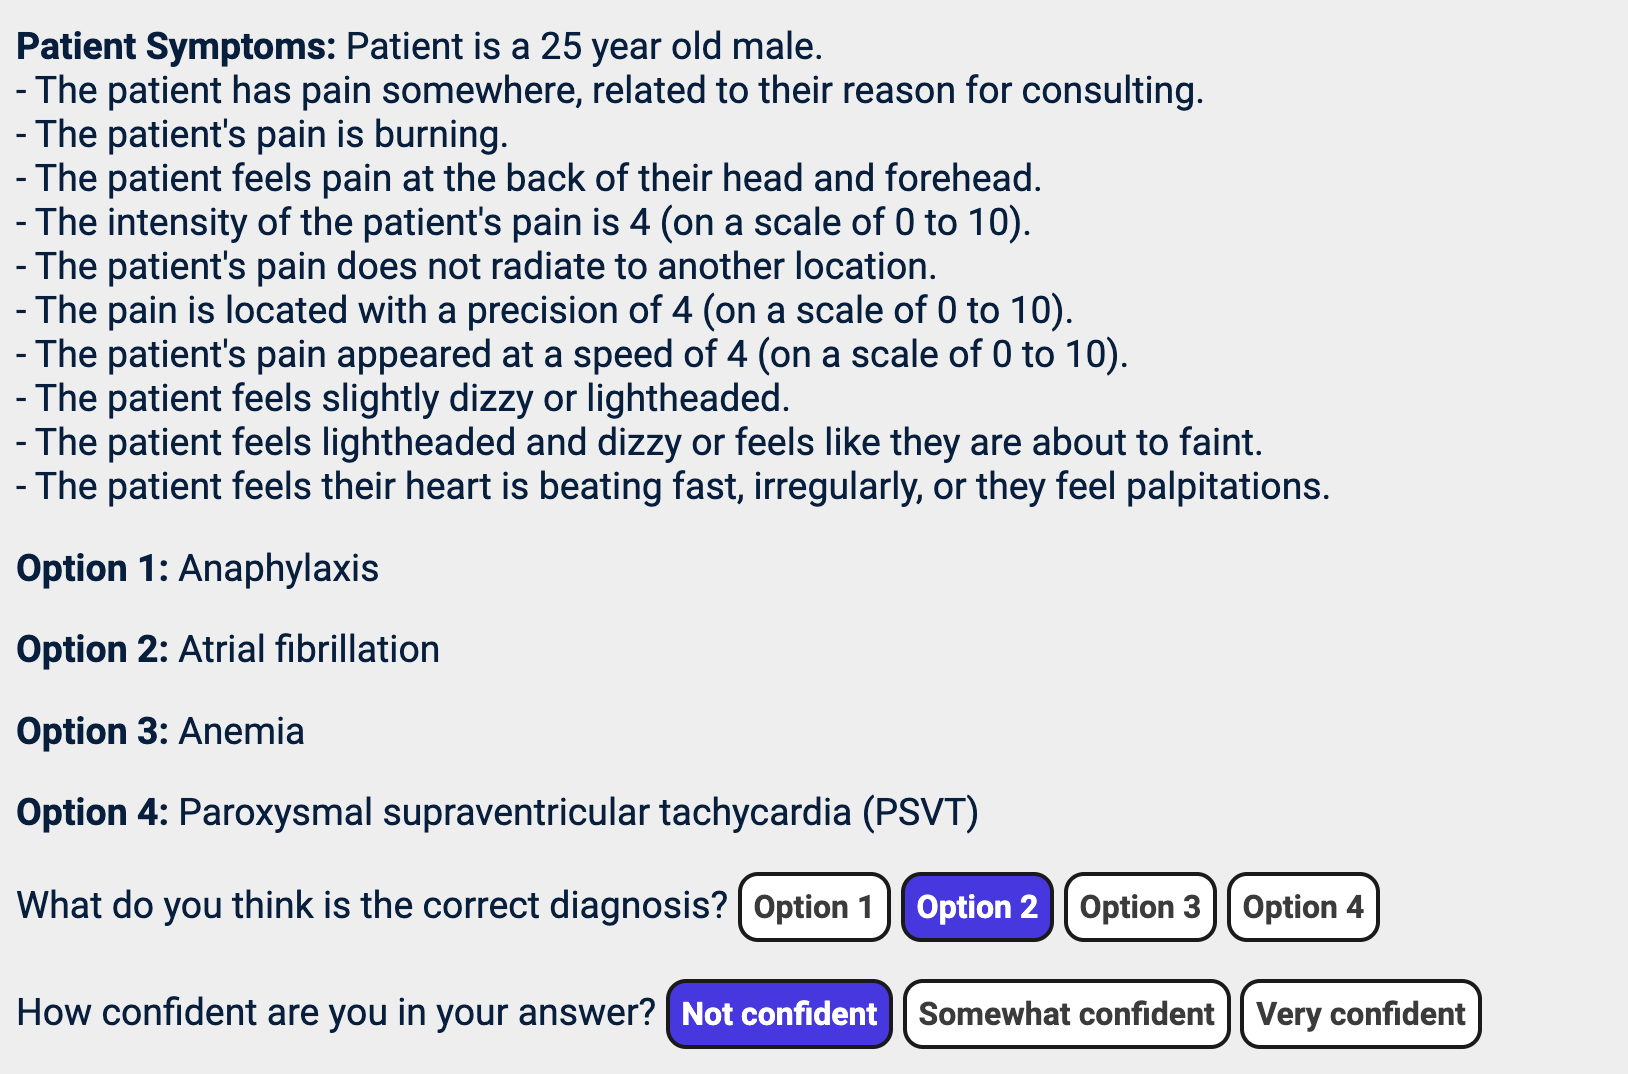 Patient Symptoms: Patient is a 25 year old male.
- The patient has pain somewhere, related to their reason for consulting.
- The patient's pain is burning.
- The patient feels pain at the back of their head and forehead.
- The intensity of the patient's pain is 4 (on a scale of 0 to 10).
- The patient's pain does not radiate to another location.
- The pain is located with a precision of 4 (on a scale of 0 to 10).
- The patient's pain appeared at a speed of 4 (on a scale of 0 to 10).
- The patient feels slightly dizzy or lightheaded.
- The patient feels lightheaded and dizzy or feels like they are about to faint.
- The patient feels their heart is beating fast, irregularly, or they feel palpitations.
Option 1: Anaphylaxis
Option 2: Atrial fibrillation
Option 3: Anemia
Option 4: Paroxysmal supraventricular tachycardia (PSVT)
What do you think is the correct diagnosis? Option 1 Option 2 Option 3 Option 4
How confident are you in your answer? Not confident Somewhat confident Very confident